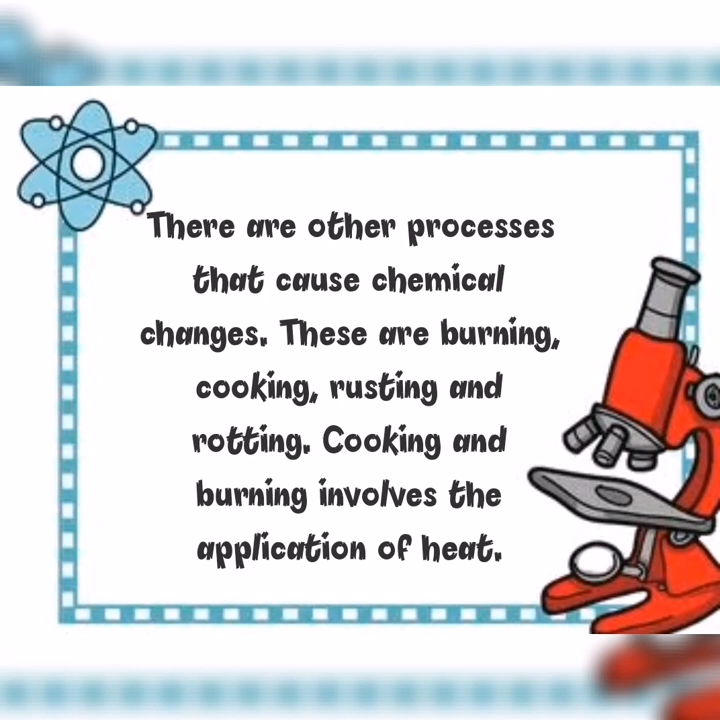 There are other processes
that cause chemical
changes. These are burning,
cooking, rusting and
rotting. Cooking and
burning involves the
application of heat.